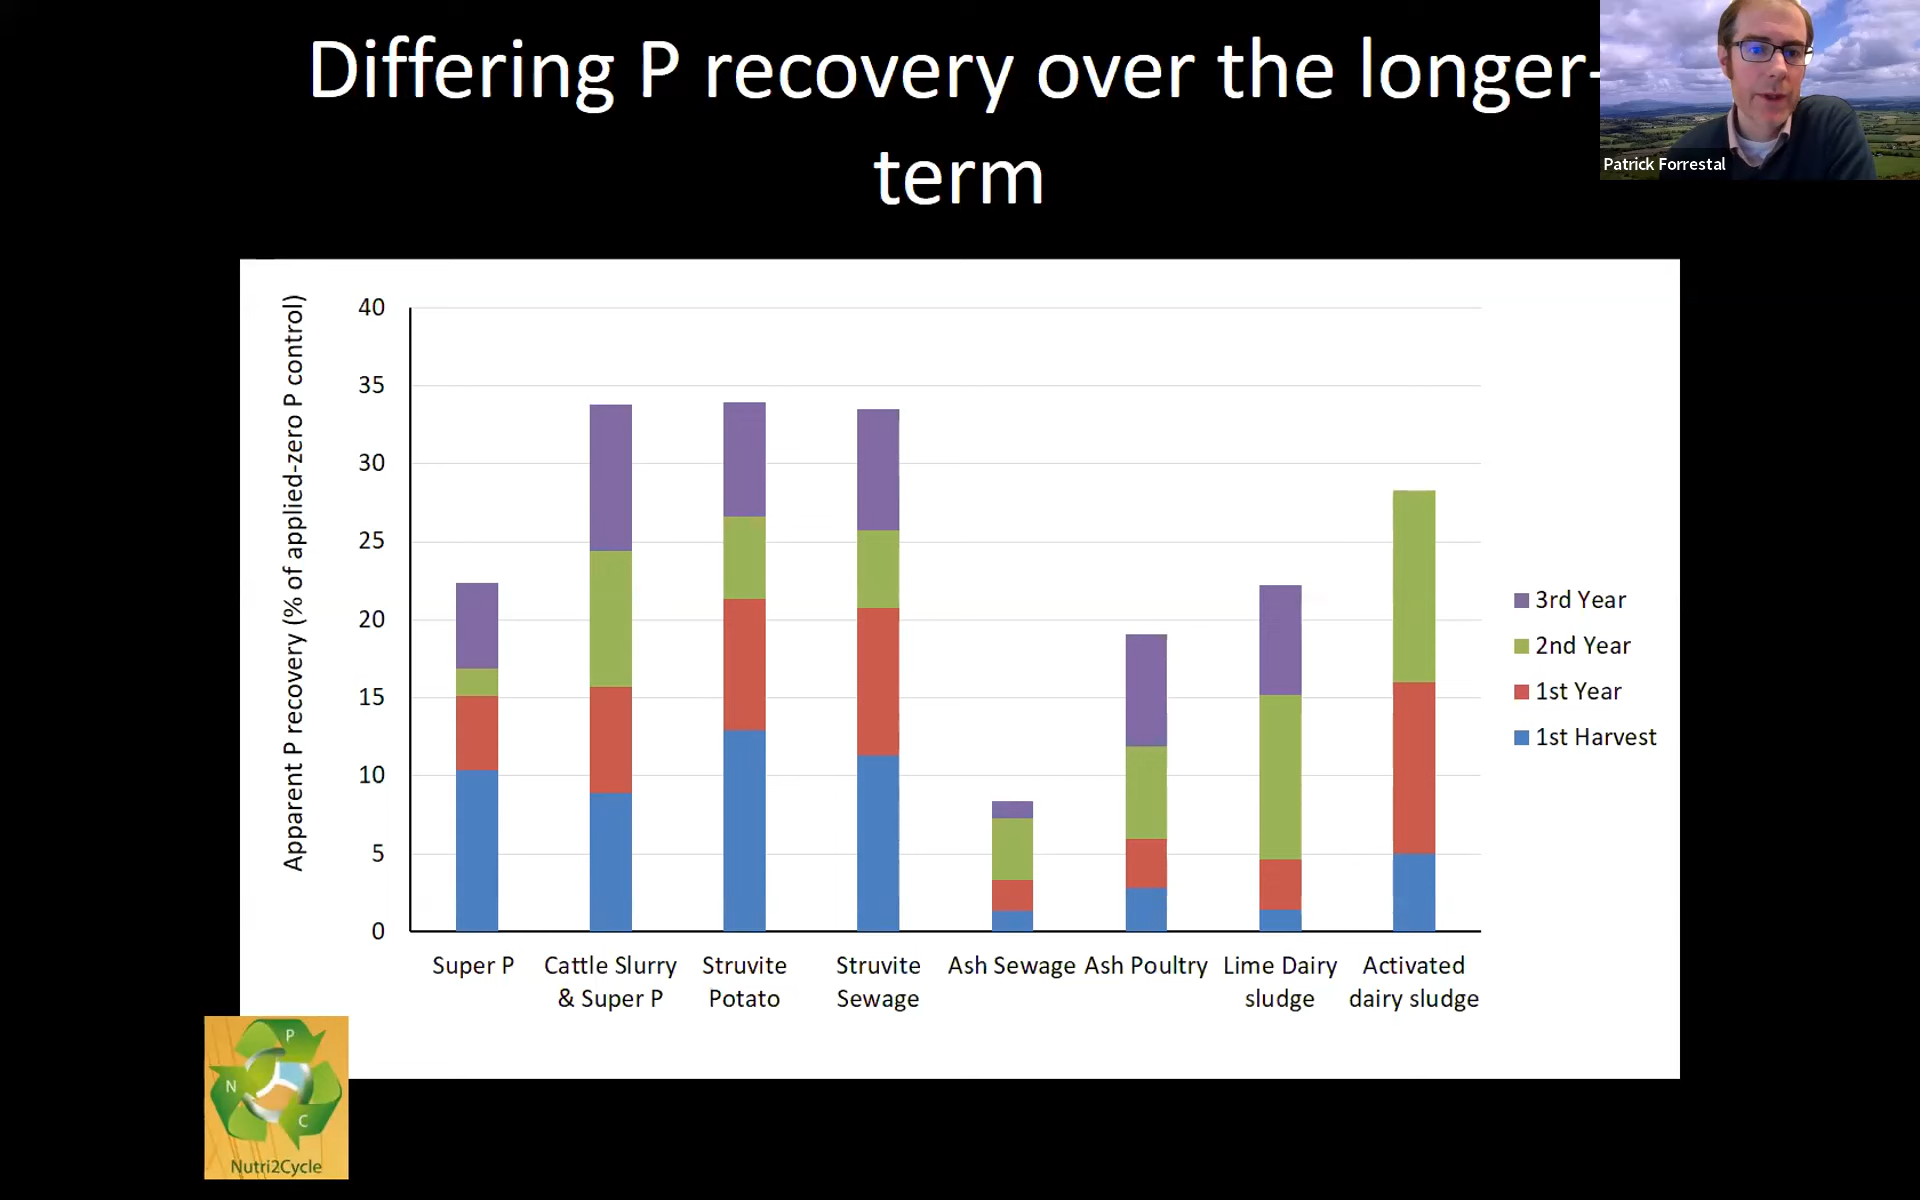 Differing P recovery over the longer-
term
Patrick Forrestal
Apparent P recovery (% of applied-zero P control)
40
35
30
25
20
15
10
5
0
Super P
Cattle Slurry
& Super P
Struvite
Potato
Struvite
Sewage
Ash Sewage
Ash Poultry
Lime Dairy
sludge
Activated
dairy sludge
3rd Year
2nd Year
1st Year
1st Harvest
P
N
C
Nutri2Cycle